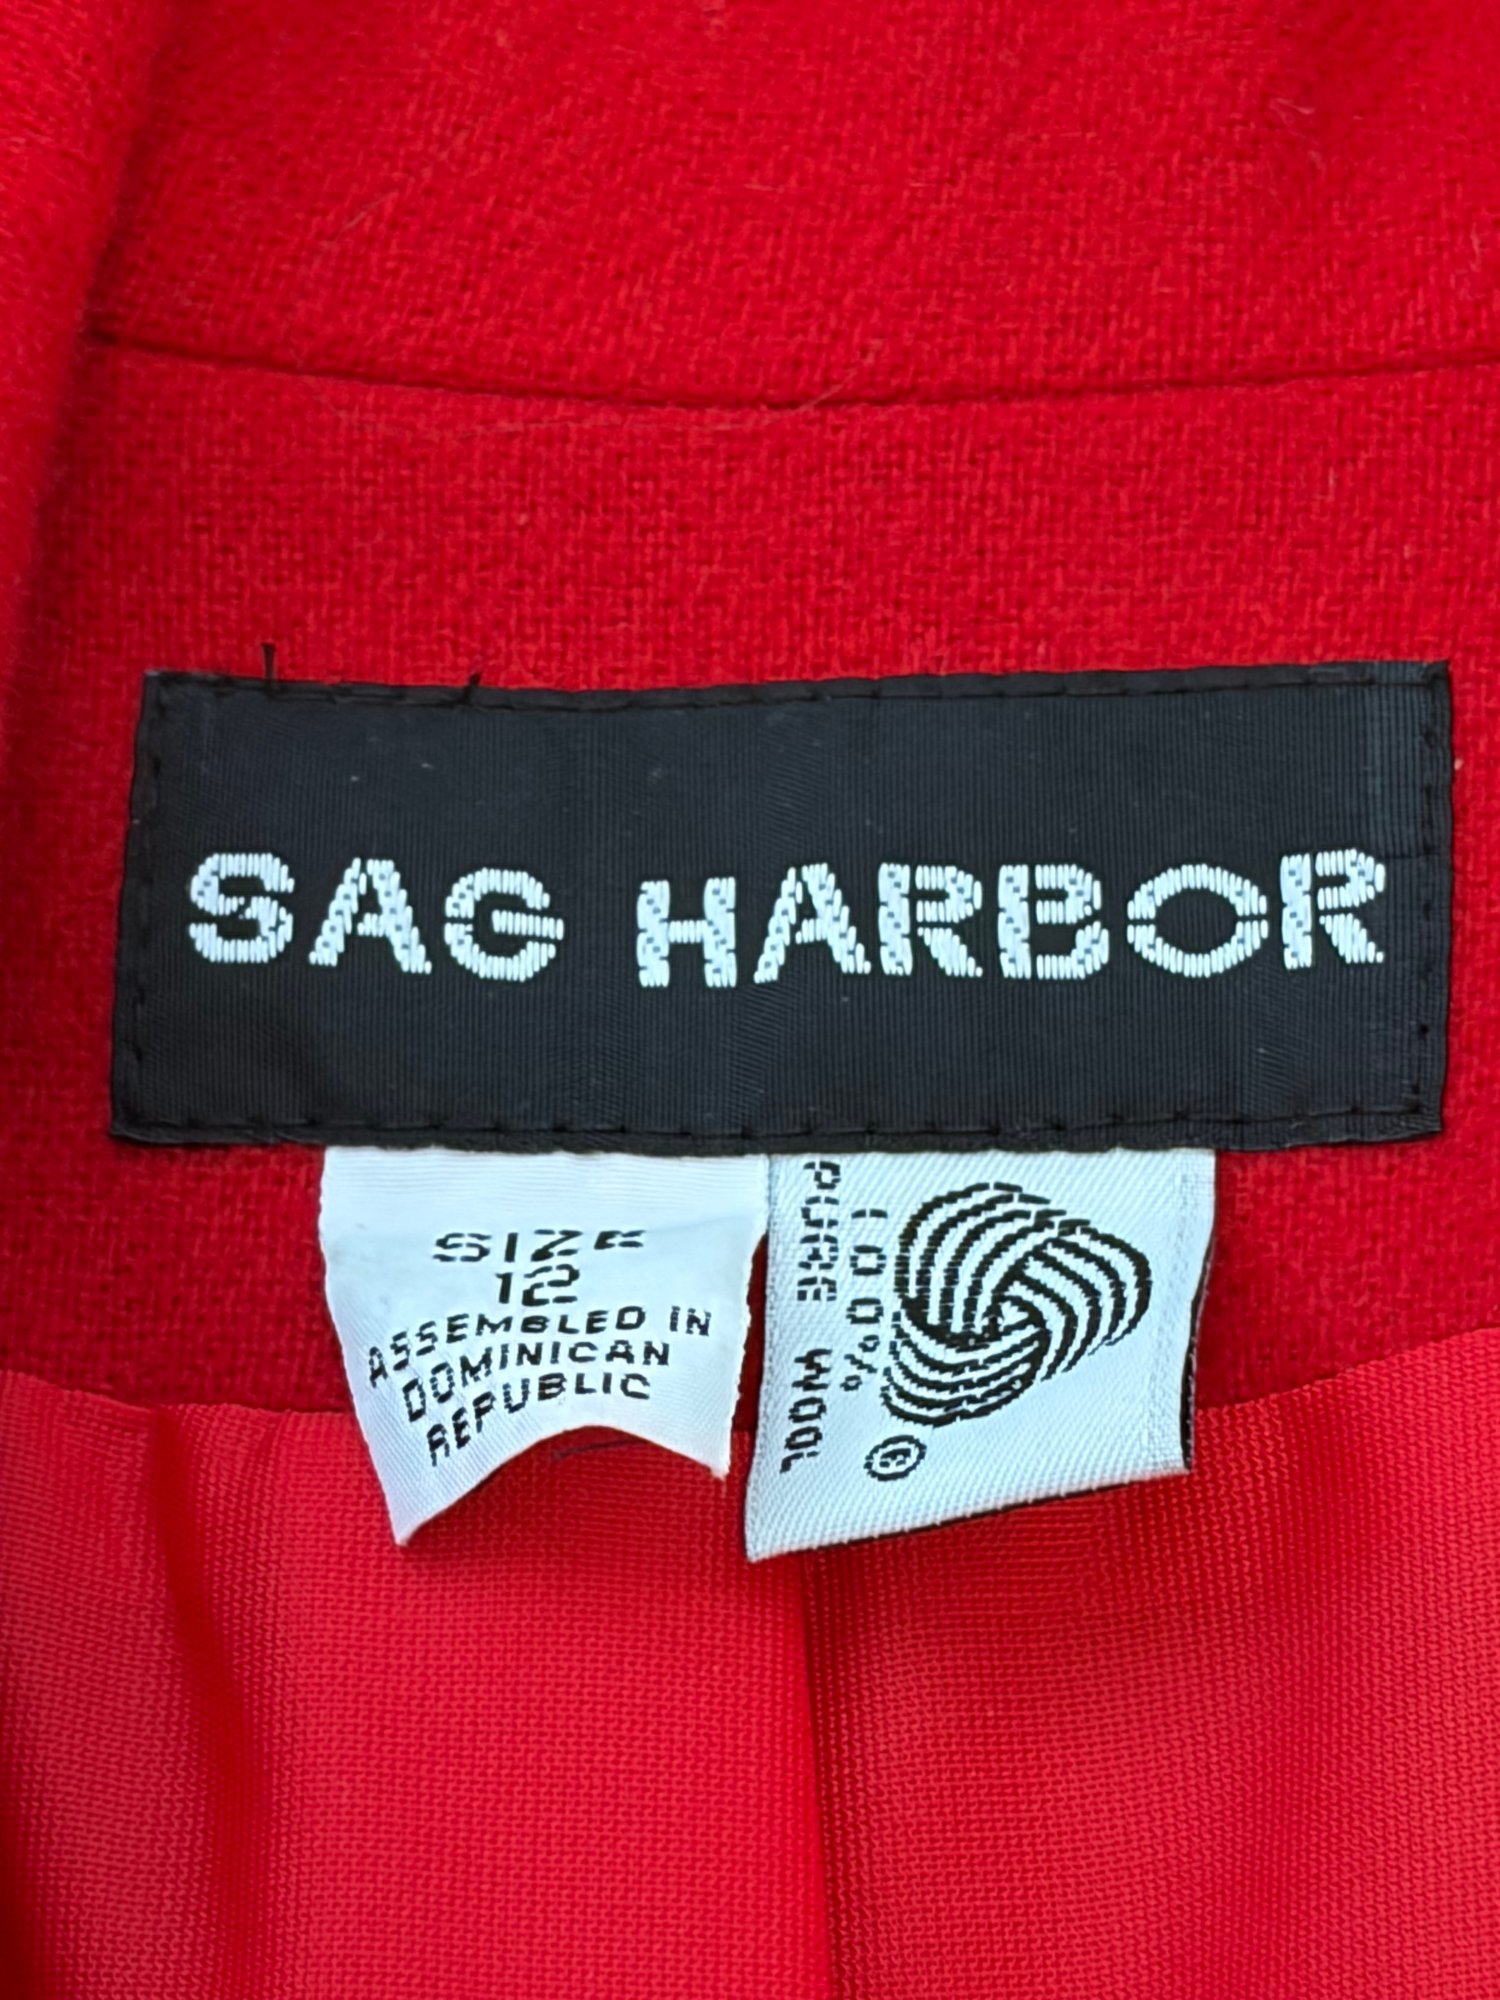 SAG HARBOR
SIZE
12
ASSEMBLED IN
DOMINICAN
REPUBLIC
100%
PURE WOOL